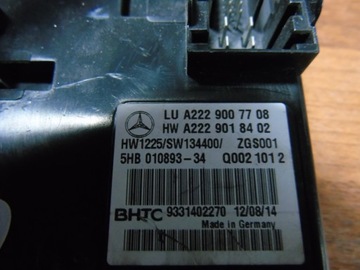 LU A222 900 77 08
HW A222 901 84 02
HW1225/SW134400/ ZGS001
5HB 010893-34 Q002 101 2
BHTC 9331402270 12/08/14
Made in Germany